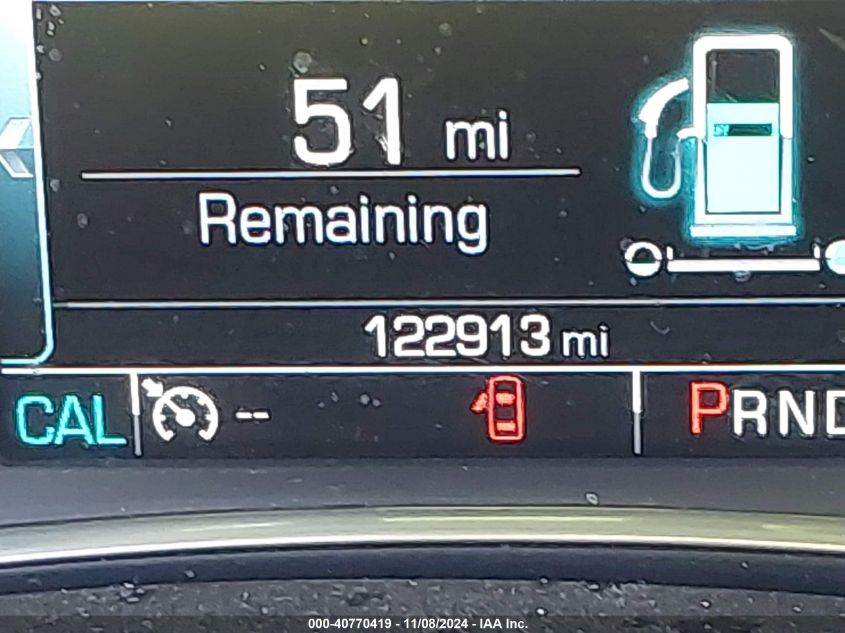 51 mi
Remaining
122913 mi
CAL -- PRND
000-40770419 - 11/08/2024 - IAA Inc.